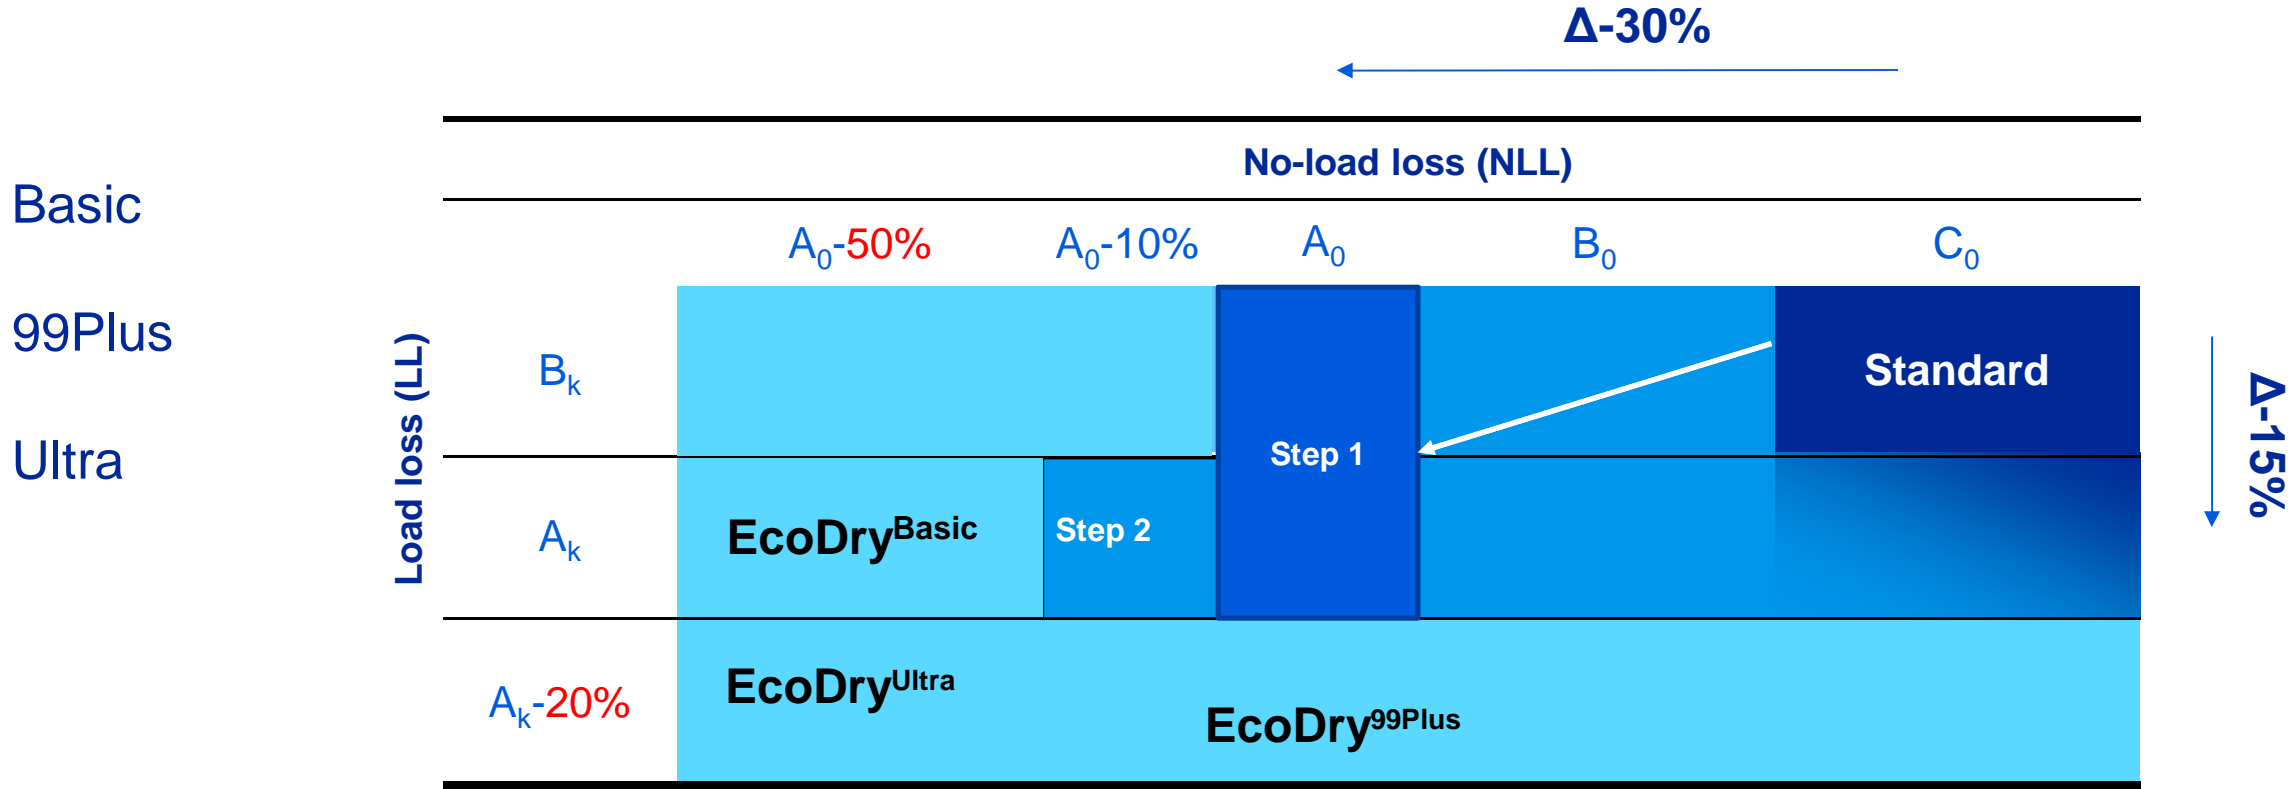 Δ-30%
No-load loss (NLL)
Basic
99Plus
Ultra
A₀-50% A₀-10% A₀ B₀ C₀
Load loss (LL)
Bₖ
Standard
Step 1
Δ-15%
Aₖ
EcoDryᴮᵃˢⁱᶜ
Step 2
Aₖ-20%
EcoDryᵁˡᵗʳᵃ
EcoDry⁹⁹ᴾˡᵘˢ